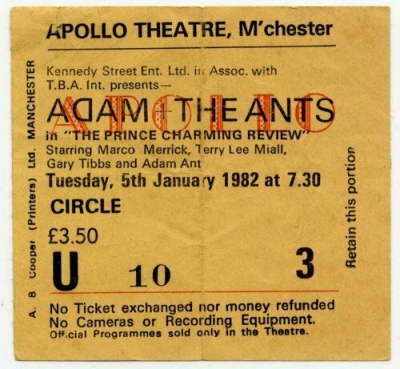 APOLLO THEATRE, M'chester
Kennedy Street Ent. Ltd. in Assoc. with
T.B.A. Int. presents—
ADAM + THE ANTS
APOLLO
in "THE PRINCE CHARMING REVIEW"
Starring Marco Merrick, Terry Lee Miall,
Gary Tibbs and Adam Ant
Tuesday, 5th January 1982 at 7.30
CIRCLE
£3.50
U 10 3
No Ticket exchanged nor money refunded
No Cameras or Recording Equipment.
Official Programmes sold only in the Theatre.
A B Cooper (Printers) Ltd. MANCHESTER
Retain this portion